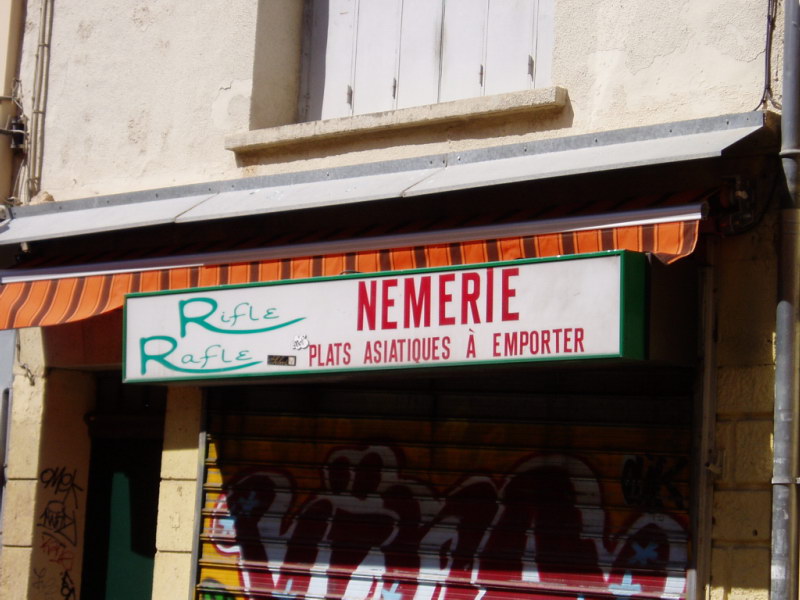 Rifle
Rafle
NEMERIE
PLATS ASIATIQUES À EMPORTER